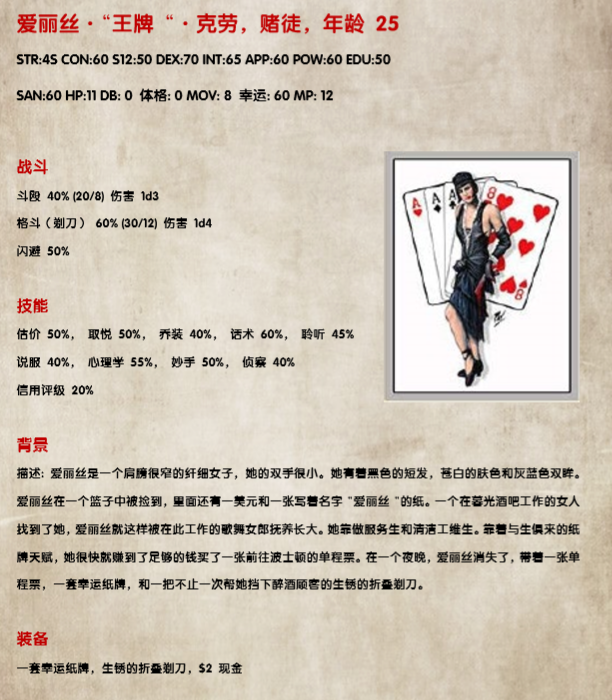 爱丽丝·“王牌“·克劳，赌徒，年龄 25
STR:45 CON:60 S12:50 DEX:70 INT:65 APP:60 POW:60 EDU:50
SAN:60 HP:11 DB: 0 体格: 0 MOV: 8 幸运: 60 MP: 12
战斗
斗殴 40% (20/8) 伤害 1d3
格斗（剃刀） 60% (30/12) 伤害 1d4
闪避 50%
A
A
A
8
8
技能
估价 50%， 取悦 50%， 乔装 40%， 话术 60%， 聆听 45%
说服 40%， 心理学 55%， 妙手 50%， 侦察 40%
信用评级 20%
背景
描述: 爱丽丝是一个肩膀很窄的纤细女子，她的双手很小。她有着黑色的短发，苍白的肤色和灰蓝色双眸。
爱丽丝在一个篮子中被捡到，里面还有一美元和一张写着名字“爱丽丝”的纸。一个在暮光酒吧工作的女人
找到了她，爱丽丝就这样被在此工作的歌舞女郎抚养长大。她靠做服务生和清洁工维生。靠着与生俱来的纸
牌天赋，她很快就赚到了足够的钱买了一张前往波士顿的单程票。在一个夜晚，爱丽丝消失了，带着一张单
程票，一套幸运纸牌，和一把不止一次帮她挡下醉酒顾客的生锈的折叠剃刀。
装备
一套幸运纸牌，生锈的折叠剃刀，$2 现金